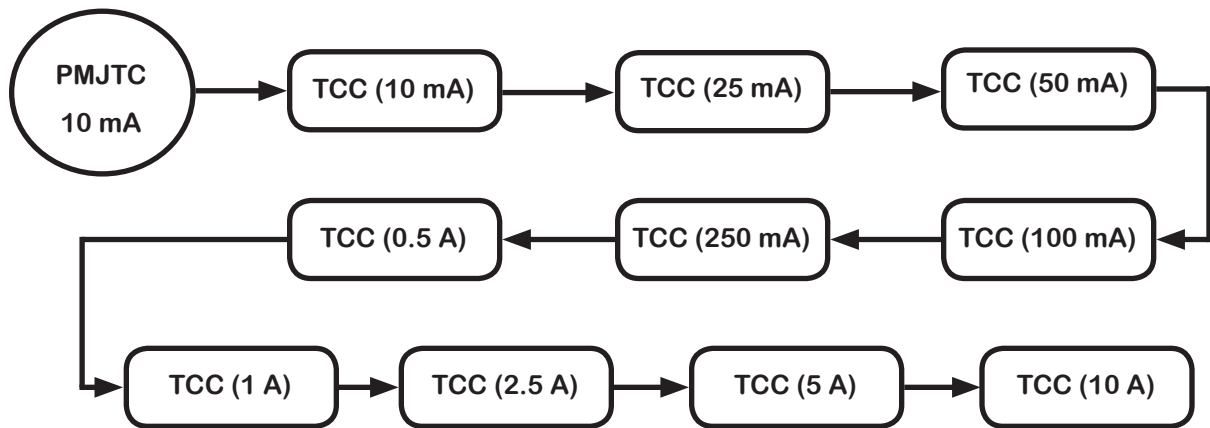 PMJTC
10 mA
TCC (10 mA)
TCC (25 mA)
TCC (50 mA)
TCC (0.5 A)
TCC (250 mA)
TCC (100 mA)
TCC (1 A)
TCC (2.5 A)
TCC (5 A)
TCC (10 A)